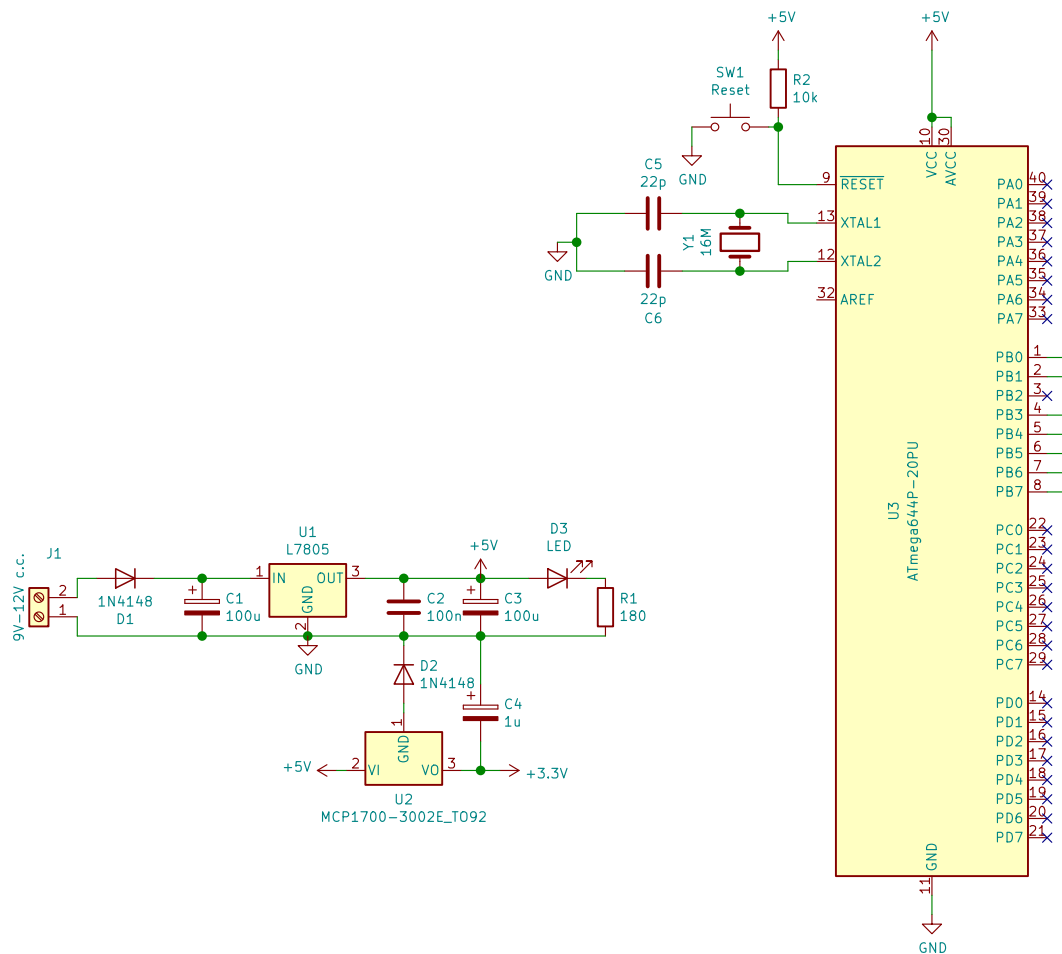 +5V
+5V
SW1
Reset
R2
10k
GND
C5
22p
Y1
16M
GND
22p
C6
10
30
VCC
AVCC
9
RESET
13
XTAL1
12
XTAL2
32
AREF
PA0 40
PA1 39
PA2 38
PA3 37
PA4 36
PA5 35
PA6 34
PA7 33
PB0 1
PB1 2
PB2 3
PB3 4
PB4 5
PB5 6
PB6 7
PB7 8
U3
ATmega644P-20PU
PC0 22
PC1 23
PC2 24
PC3 25
PC4 26
PC5 27
PC6 28
PC7 29
PD0 14
PD1 15
PD2 16
PD3 17
PD4 18
PD5 19
PD6 20
PD7 21
GND
11
GND
J1
9V-12V c.c.
2
1
1N4148
D1
+
C1
100u
U1
L7805
1
IN
OUT
3
GND
2
GND
C2
100n
+5V
+
C3
100u
D3
LED
R1
180
D2
1N4148
+
C4
1u
1
GND
+5V
2
VI
VO
3
+3.3V
U2
MCP1700-3002E_TO92